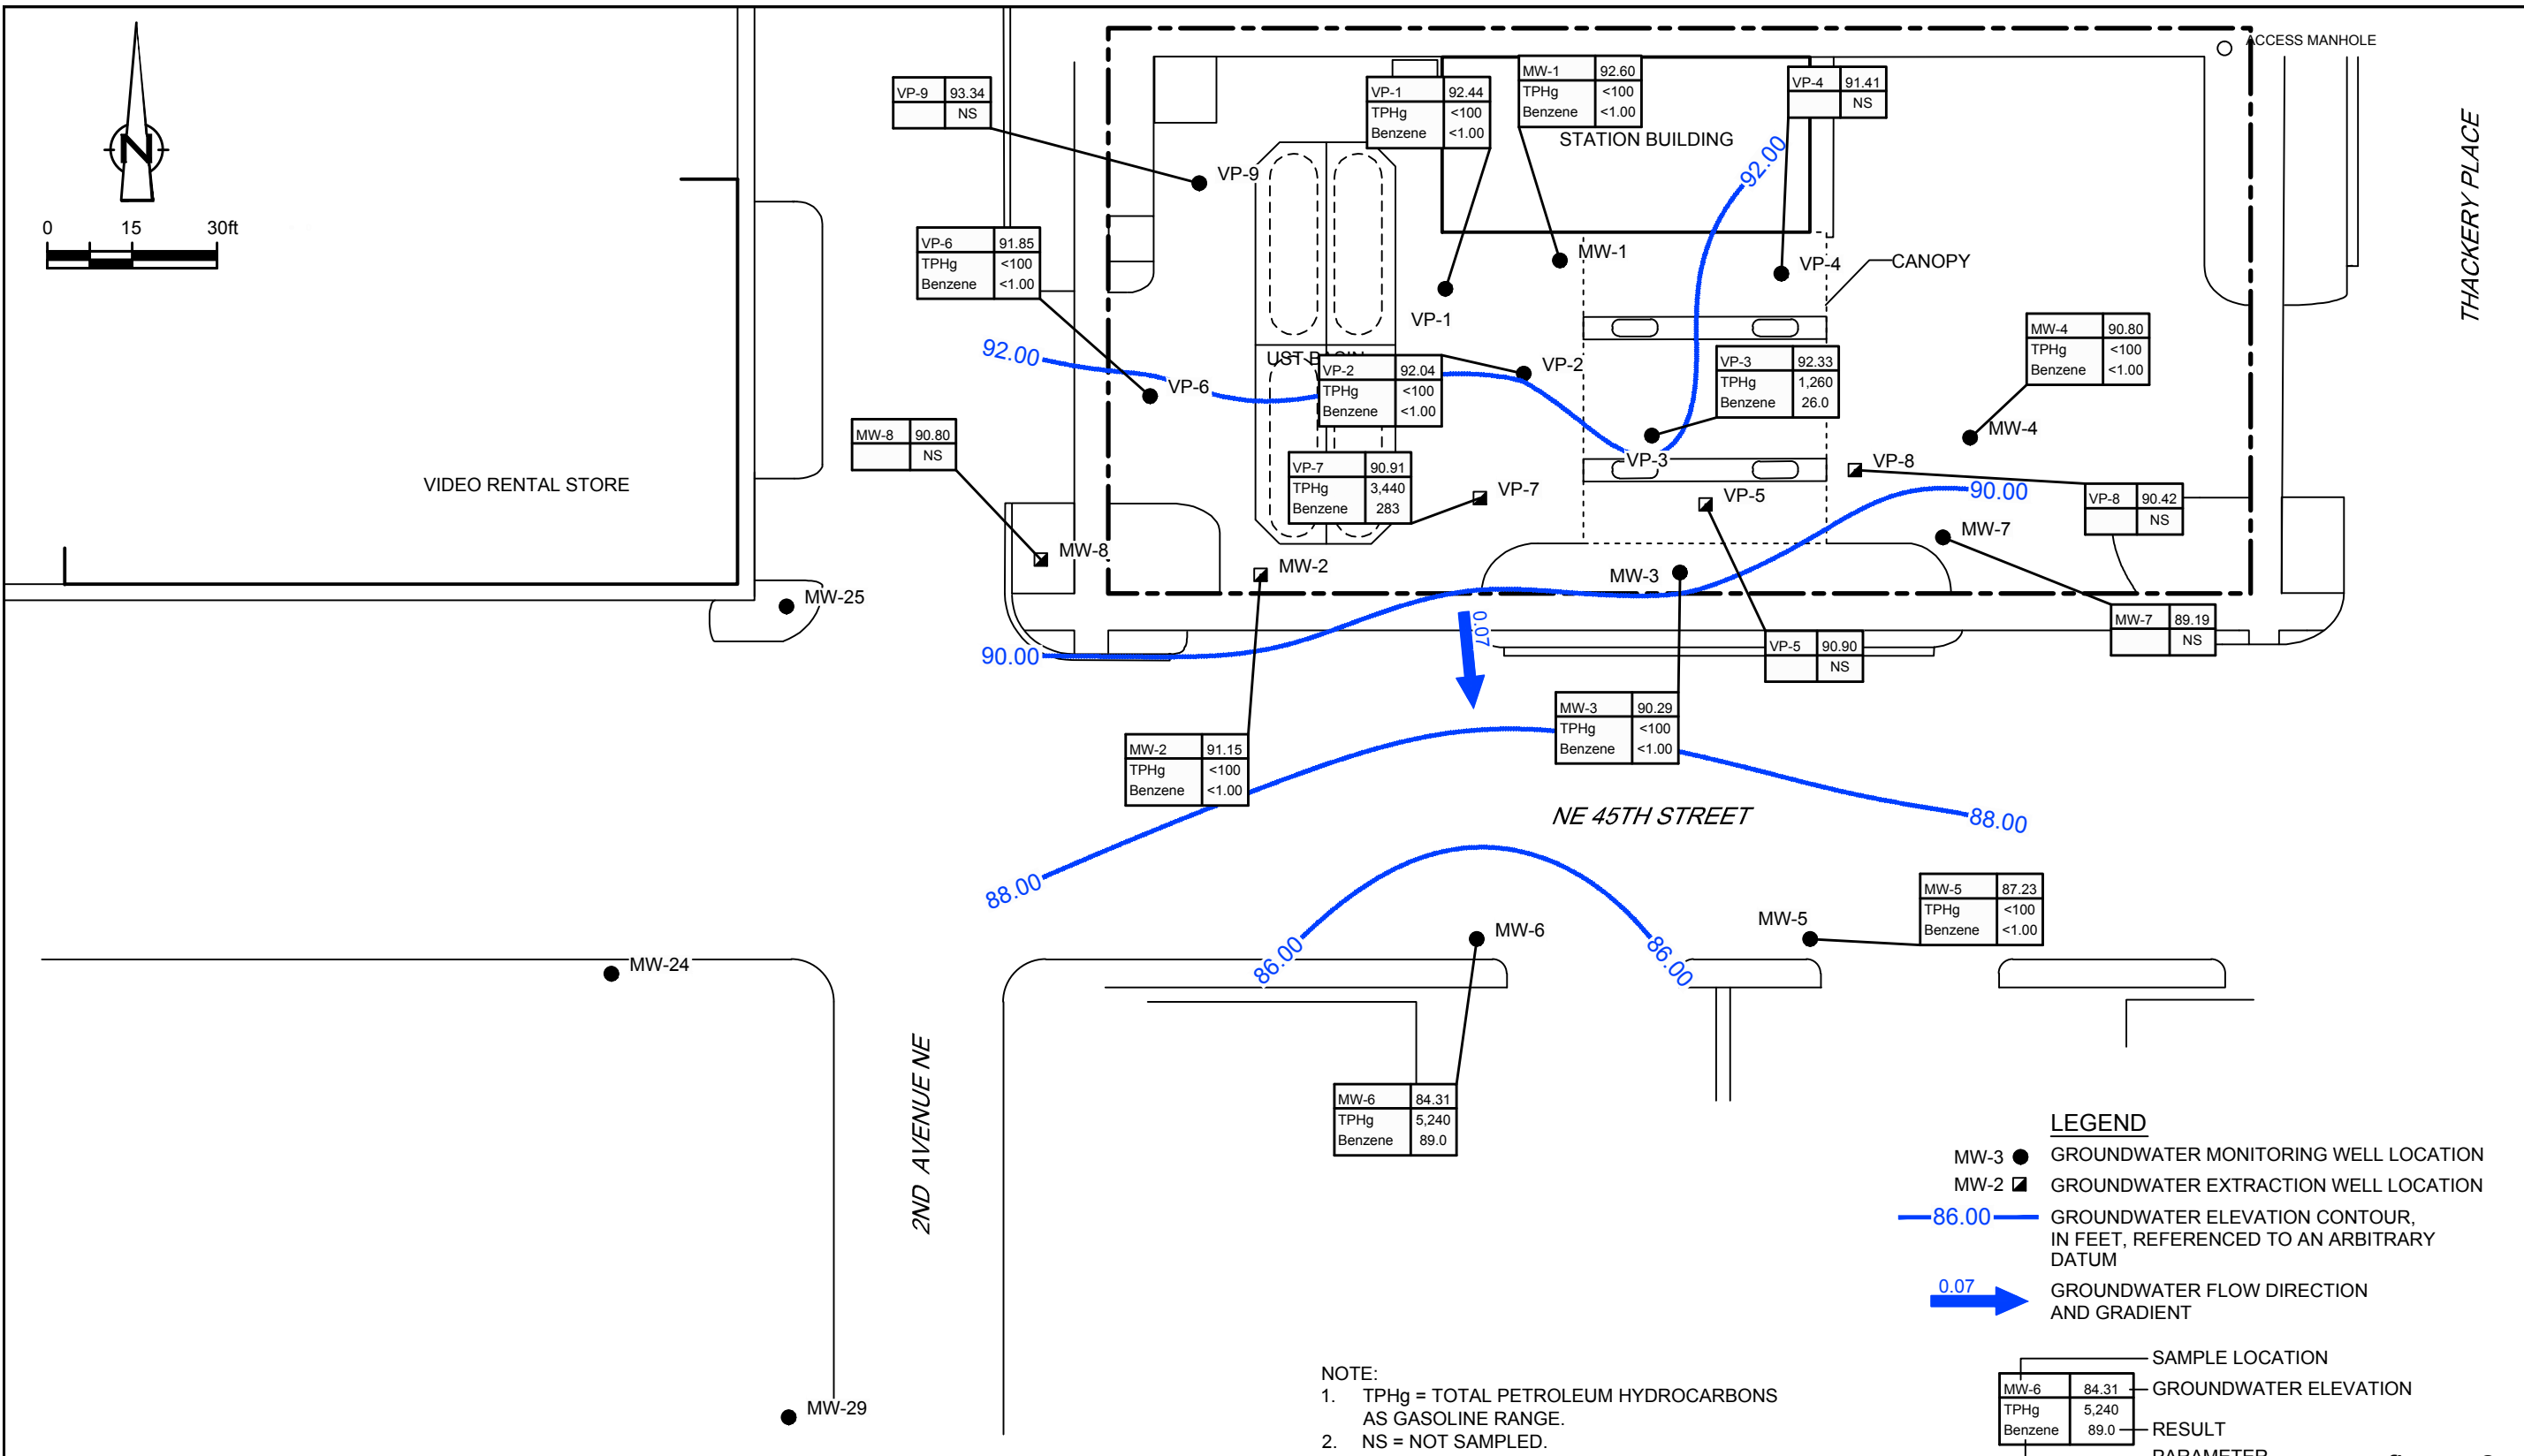 ACCESS MANHOLE
N
0 15 30ft
VP-9 93.34
NS
VP-1 92.44
TPHg <100
Benzene <1.00
MW-1 92.60
TPHg <100
Benzene <1.00
VP-4 91.41
NS
STATION BUILDING
THACKERY PLACE
92.00
VP-9
VP-6 91.85
TPHg <100
Benzene <1.00
MW-1
VP-4
CANOPY
VP-1
MW-4 90.80
TPHg <100
Benzene <1.00
92.00
UST BASIN
VP-2 92.04
TPHg <100
Benzene <1.00
VP-2
VP-3 92.33
TPHg 1,260
Benzene 26.0
VP-6
MW-8 90.80
NS
MW-4
VIDEO RENTAL STORE
VP-7 90.91
TPHg 3,440
Benzene 283
VP-7
VP-3
VP-8
VP-5
90.00
VP-8 90.42
NS
MW-8
MW-2
MW-3
MW-7
MW-25
0.07
MW-7 89.19
NS
90.00
VP-5 90.90
NS
MW-3 90.29
TPHg <100
Benzene <1.00
MW-2 91.15
TPHg <100
Benzene <1.00
NE 45TH STREET
88.00
88.00
MW-5 87.23
TPHg <100
Benzene <1.00
MW-6
MW-5
86.00
86.00
MW-24
2ND AVENUE NE
MW-6 84.31
TPHg 5,240
Benzene 89.0
MW-29
LEGEND
MW-3 GROUNDWATER MONITORING WELL LOCATION
MW-2 GROUNDWATER EXTRACTION WELL LOCATION
86.00 GROUNDWATER ELEVATION CONTOUR,
IN FEET, REFERENCED TO AN ARBITRARY
DATUM
0.07 GROUNDWATER FLOW DIRECTION
AND GRADIENT
SAMPLE LOCATION
MW-6 84.31 GROUNDWATER ELEVATION
TPHg 5,240
Benzene 89.0 RESULT
PARAMETER
NOTE:
1. TPHg = TOTAL PETROLEUM HYDROCARBONS
AS GASOLINE RANGE.
2. NS = NOT SAMPLED.